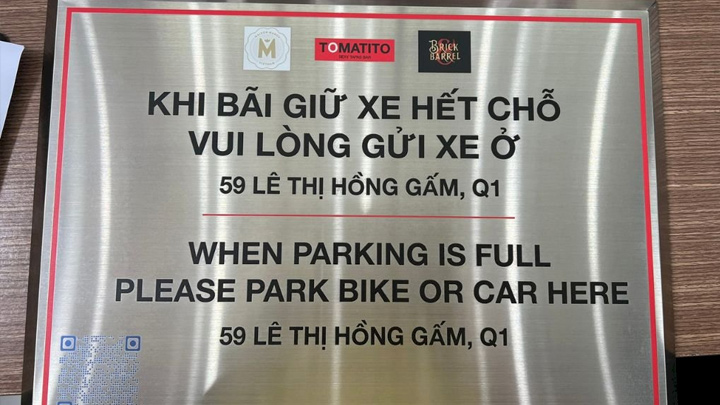 M
TOMATITO
BRICK
&
BARREL
KHI BÃI GIỮ XE HẾT CHỖ
VUI LÒNG GỬI XE Ở
59 LÊ THỊ HỒNG GẤM, Q1
WHEN PARKING IS FULL
PLEASE PARK BIKE OR CAR HERE
59 LÊ THỊ HỒNG GẤM, Q1